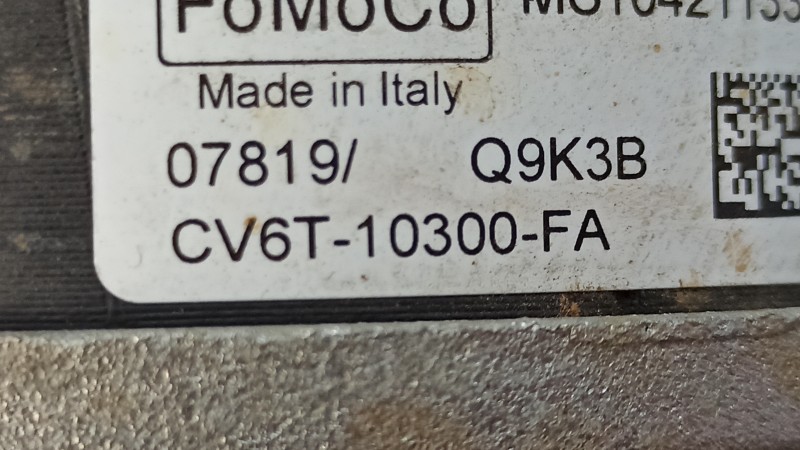 FoMoCo
Made in Italy
07819/ Q9K3B
CV6T-10300-FA